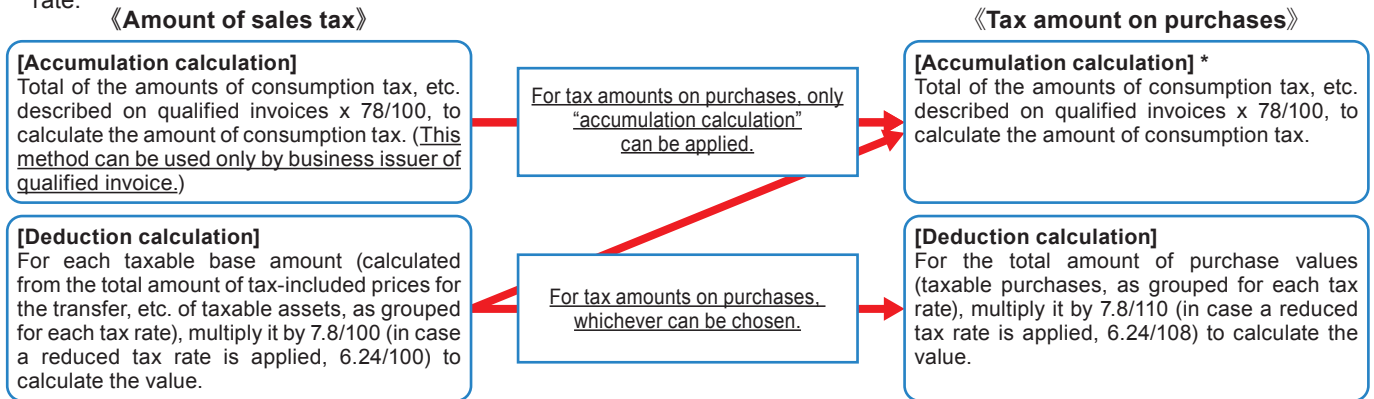 rate.
《Amount of sales tax》
《Tax amount on purchases》
[Accumulation calculation]
Total of the amounts of consumption tax, etc.
described on qualified invoices x 78/100, to
calculate the amount of consumption tax. (This
method can be used only by business issuer of
qualified invoice.)
For tax amounts on purchases, only
“accumulation calculation”
can be applied.
[Accumulation calculation] *
Total of the amounts of consumption tax, etc.
described on qualified invoices x 78/100, to
calculate the amount of consumption tax.
[Deduction calculation]
For each taxable base amount (calculated
from the total amount of tax-included prices for
the transfer, etc. of taxable assets, as grouped
for each tax rate), multiply it by 7.8/100 (in case
a reduced tax rate is applied, 6.24/100) to
calculate the value.
For tax amounts on purchases,
whichever can be chosen.
[Deduction calculation]
For the total amount of purchase values
(taxable purchases, as grouped for each tax
rate), multiply it by 7.8/110 (in case a reduced
tax rate is applied, 6.24/108) to calculate the
value.